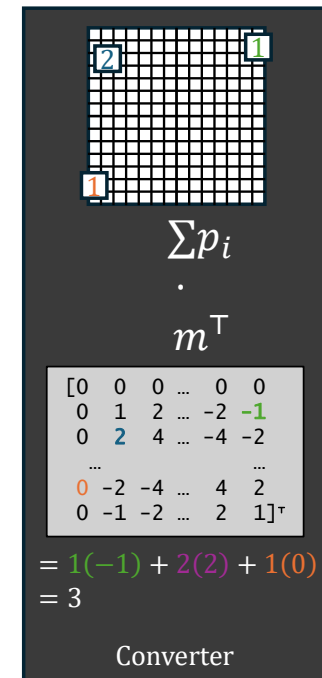 1
2
1
∑pᵢ
·
m⊤
[0 0 0 … 0 0
0 1 2 … -2 -1
0 2 4 … -4 -2
… …
0 -2 -4 … 4 2
0 -1 -2 … 2 1]ᵀ
= 1(−1) + 2(2) + 1(0)
= 3
Converter